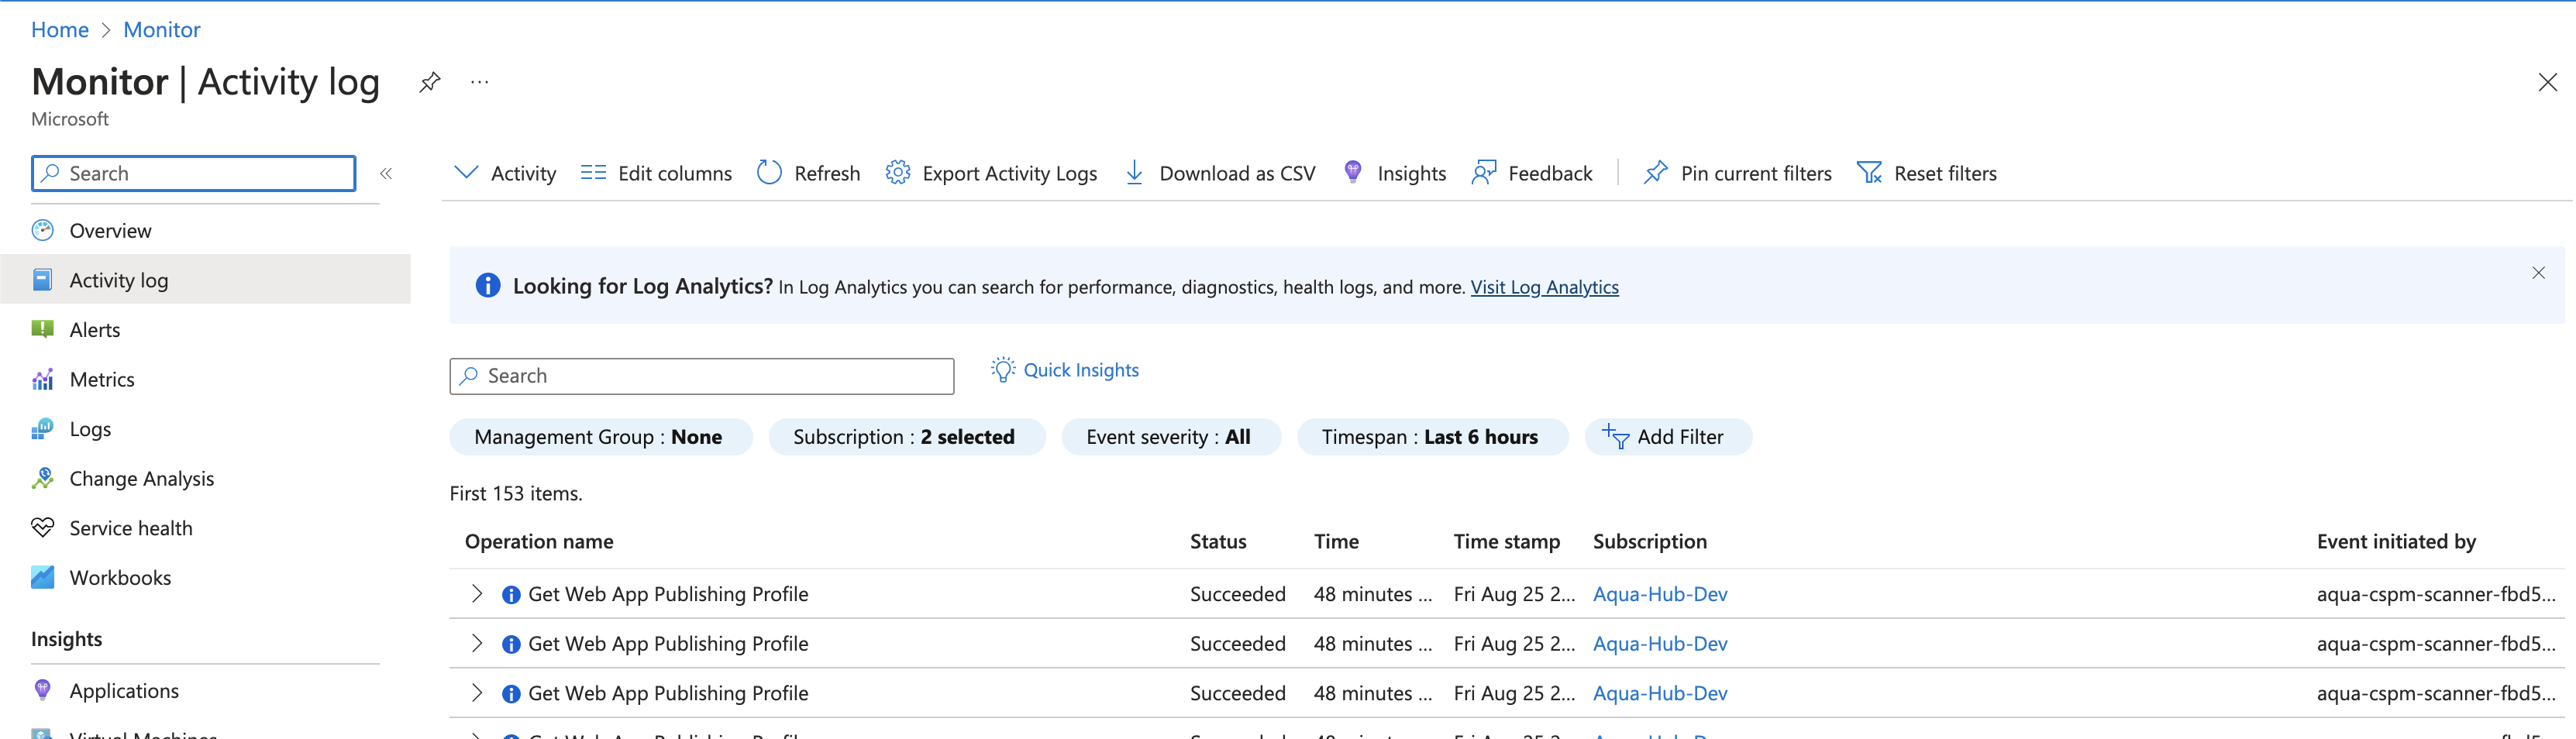 Home > Monitor
Monitor | Activity log
...
Microsoft
Search
«
Overview
Activity log
Alerts
Metrics
Logs
Change Analysis
Service health
Workbooks
Insights
Applications
Virtual Machines
Activity Edit columns Refresh Export Activity Logs Download as CSV Insights Feedback Pin current filters Reset filters
Looking for Log Analytics? In Log Analytics you can search for performance, diagnostics, health logs, and more. Visit Log Analytics
Search Quick Insights
Management Group : None Subscription : 2 selected Event severity : All Timespan : Last 6 hours Add Filter
First 153 items.
Operation name Status Time Time stamp Subscription Event initiated by
Get Web App Publishing Profile Succeeded 48 minutes ... Fri Aug 25 2... Aqua-Hub-Dev aqua-cspm-scanner-fbd5...
Get Web App Publishing Profile Succeeded 48 minutes ... Fri Aug 25 2... Aqua-Hub-Dev aqua-cspm-scanner-fbd5...
Get Web App Publishing Profile Succeeded 48 minutes ... Fri Aug 25 2... Aqua-Hub-Dev aqua-cspm-scanner-fbd5...